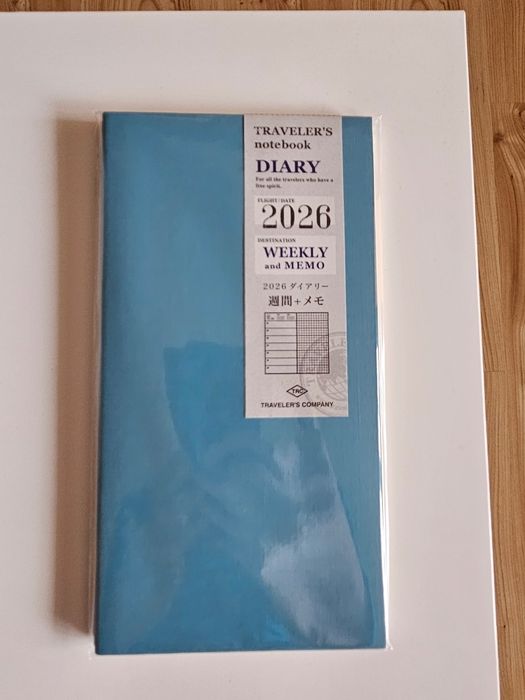 TRAVELER'S
notebook
DIARY
For all the travelers who have a
free spirit.
FLIGHT/DATE
2026
DESTINATION
WEEKLY
and MEMO
2026 ダイアリー
週間+メモ
TRC
TRAVELER'S COMPANY